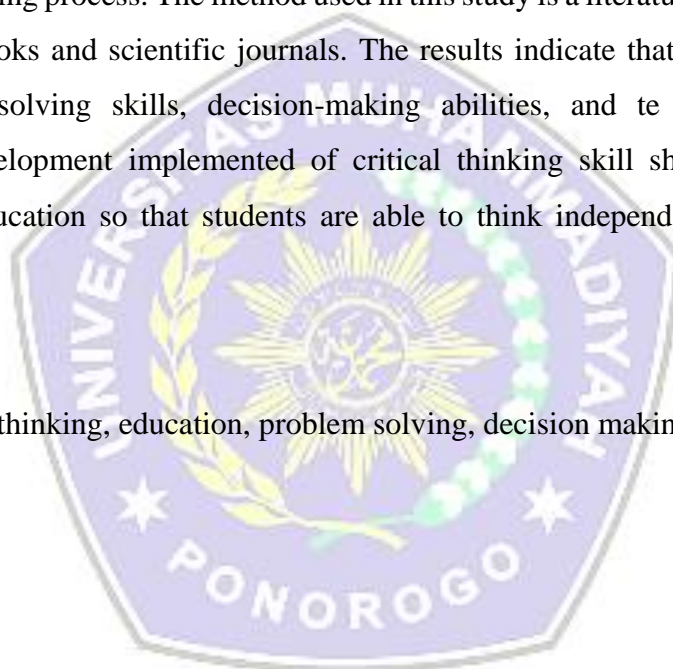 ing process. The method used in this study is a literatu
oks and scientific journals. The results indicate that
solving skills, decision-making abilities, and te
elopment implemented of critical thinking skill sh
ucation so that students are able to think independ
thinking, education, problem solving, decision makin
UNIVERSITAS MUHAMMADIYAH
PONOROGO